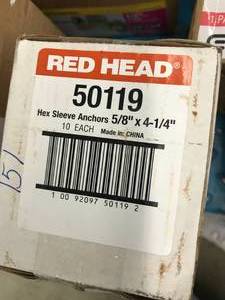 RED HEAD®
50119
Hex Sleeve Anchors 5/8" x 4-1/4"
10 EACH Made in: CHINA
1 00 92097 50119 2
151